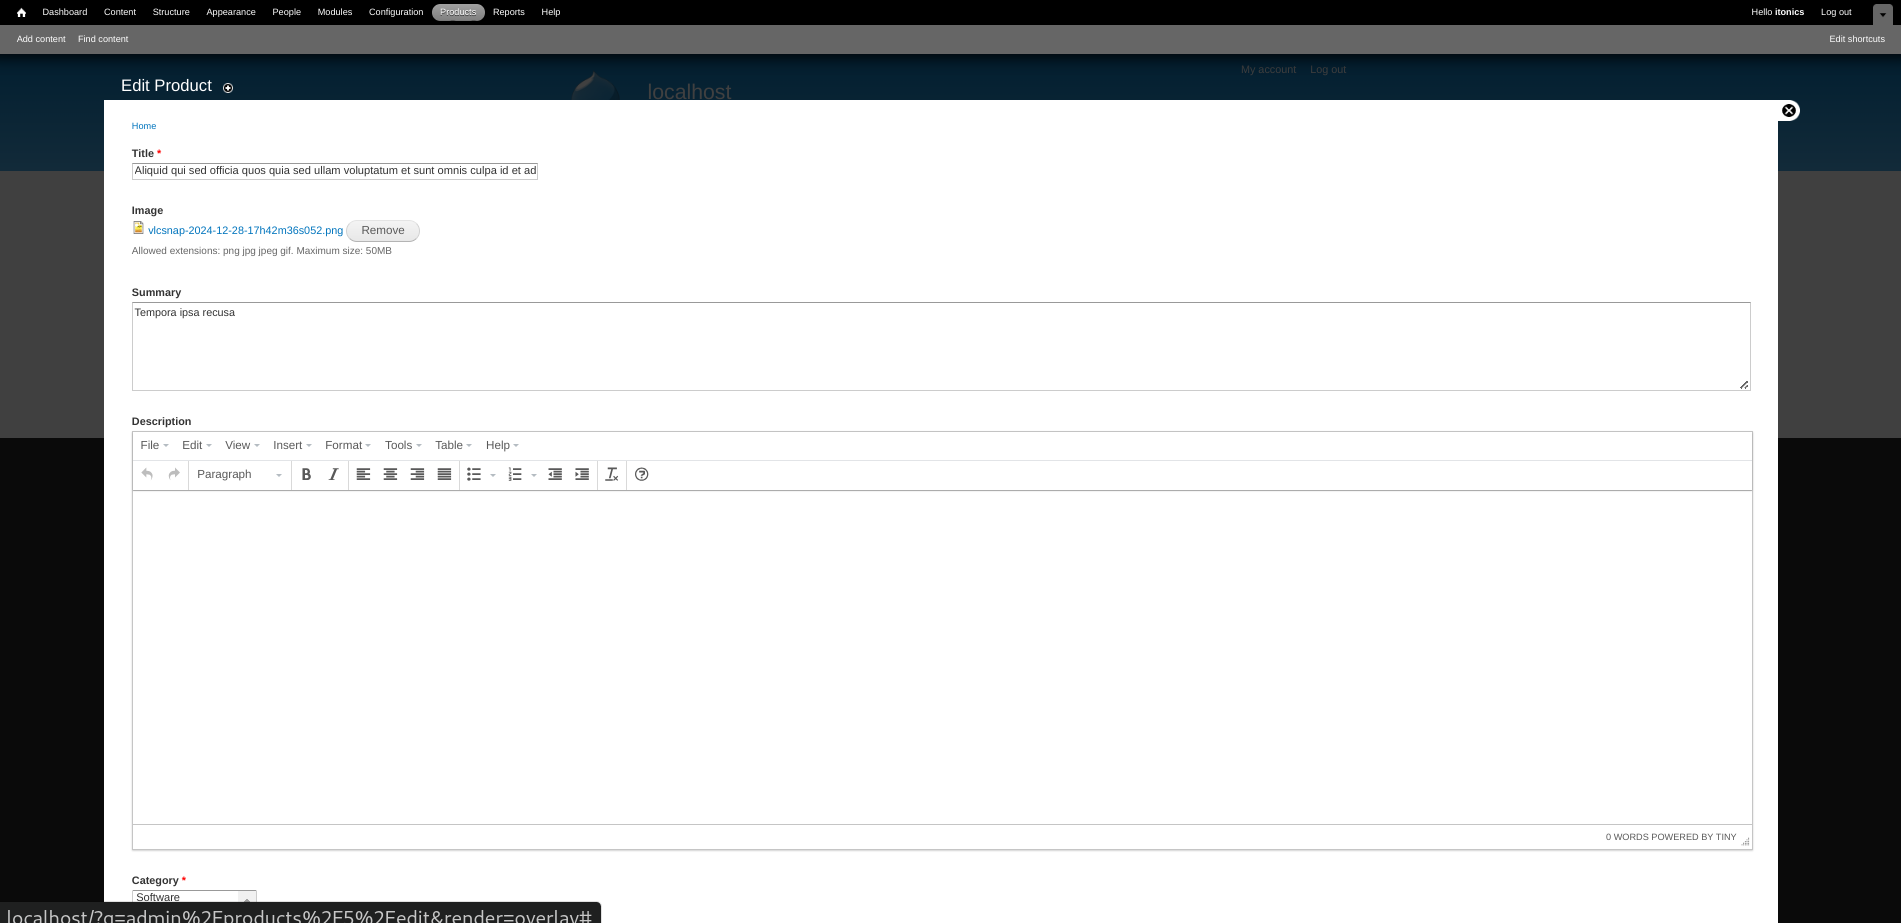 Dashboard Content Structure Appearance People Modules Configuration Products Reports Help Hello itonics Log out
Add content Find content Edit shortcuts
My account Log out
Edit Product
localhost
Home
Title *
Aliquid qui sed officia quos quia sed ullam voluptatum et sunt omnis culpa id et ad
Image
vlcsnap-2024-12-28-17h42m36s052.png Remove
Allowed extensions: png jpg jpeg gif. Maximum size: 50MB
Summary
Tempora ipsa recusa
Description
File Edit View Insert Format Tools Table Help
Paragraph B I
0 WORDS POWERED BY TINY
Category *
Software
localhost/?q=admin%2Fproducts%2F5%2Fedit&render=overlay#